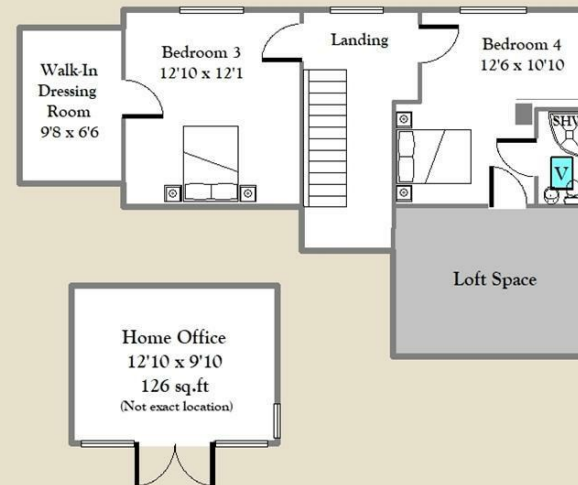 Walk-In
Dressing
Room
9'8 x 6'6
Bedroom 3
12'10 x 12'1
Landing
Bedroom 4
12'6 x 10'10
SHW
V
Loft Space
Home Office
12'10 x 9'10
126 sq.ft
(Not exact location)